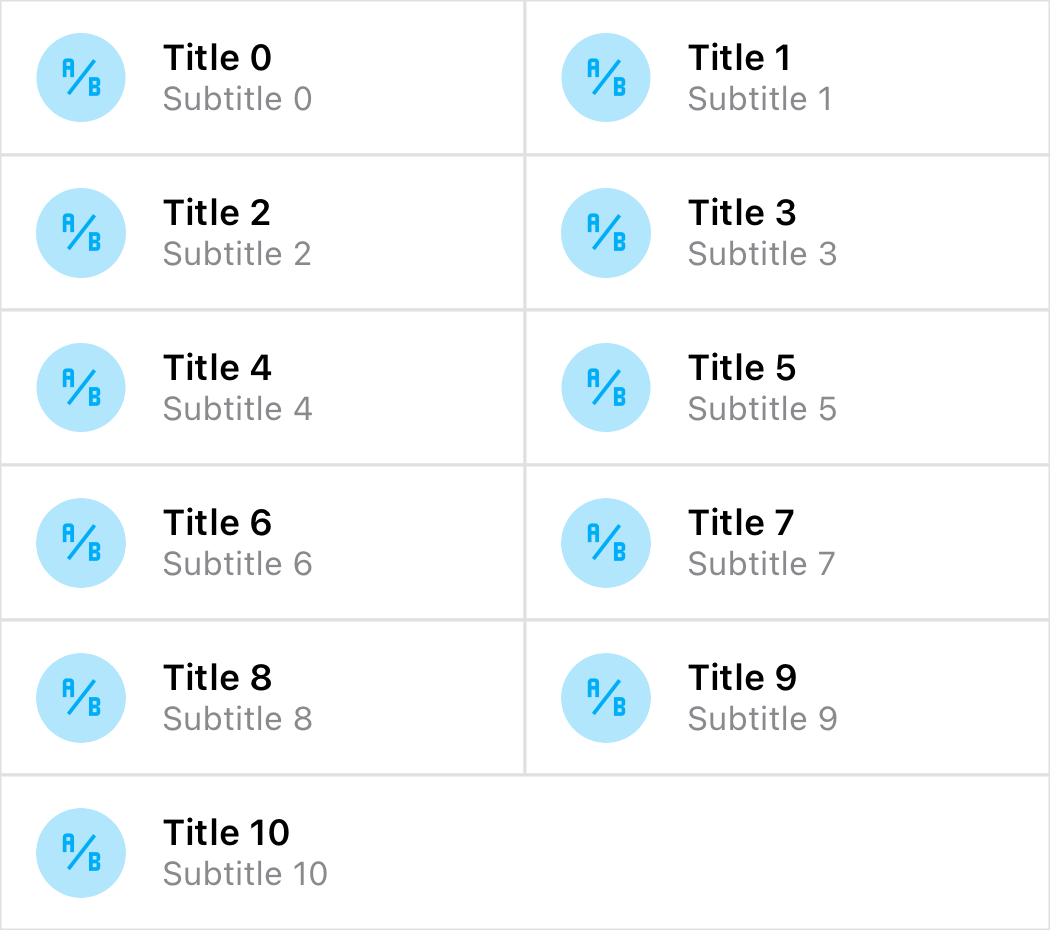 A/B
Title 0
Subtitle 0
A/B
Title 1
Subtitle 1
A/B
Title 2
Subtitle 2
A/B
Title 3
Subtitle 3
A/B
Title 4
Subtitle 4
A/B
Title 5
Subtitle 5
A/B
Title 6
Subtitle 6
A/B
Title 7
Subtitle 7
A/B
Title 8
Subtitle 8
A/B
Title 9
Subtitle 9
A/B
Title 10
Subtitle 10